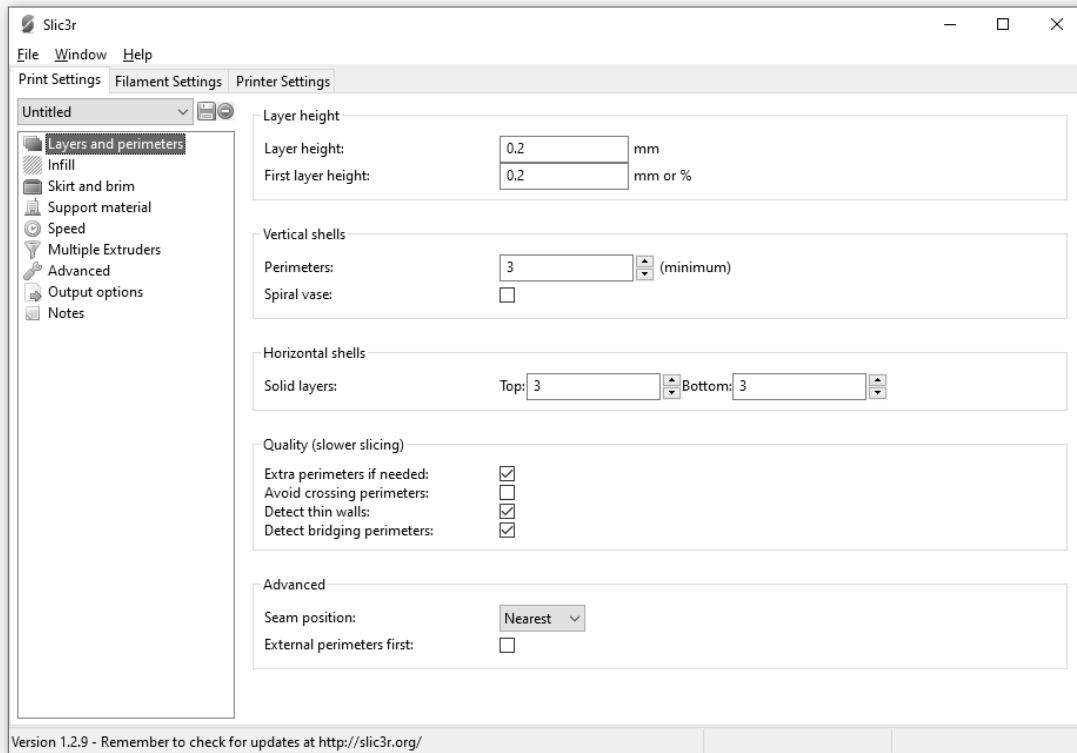 Slic3r
File Window Help
Print Settings Filament Settings Printer Settings
Untitled
Layers and perimeters
Infill
Skirt and brim
Support material
Speed
Multiple Extruders
Advanced
Output options
Notes
Layer height
Layer height: 0.2 mm
First layer height: 0.2 mm or %
Vertical shells
Perimeters: 3 (minimum)
Spiral vase:
Horizontal shells
Solid layers: Top: 3 Bottom: 3
Quality (slower slicing)
Extra perimeters if needed:
Avoid crossing perimeters:
Detect thin walls:
Detect bridging perimeters:
Advanced
Seam position: Nearest
External perimeters first:
Version 1.2.9 - Remember to check for updates at http://slic3r.org/